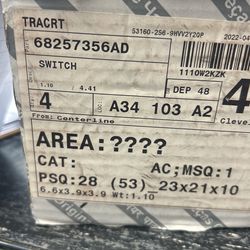 TRACRT
53160-256-9HVV2Y20P
2022-04
68257356AD
SWITCH
1110W2KZK
1.10 / 4.41
DEP 48
4
4
A34 103 A2
From: Centerline
Cleve
AREA:????
CAT:
AC;MSQ:1
PSQ:28 (53) 23x21x10
6.6x3.9x3.9 Wt:1.10